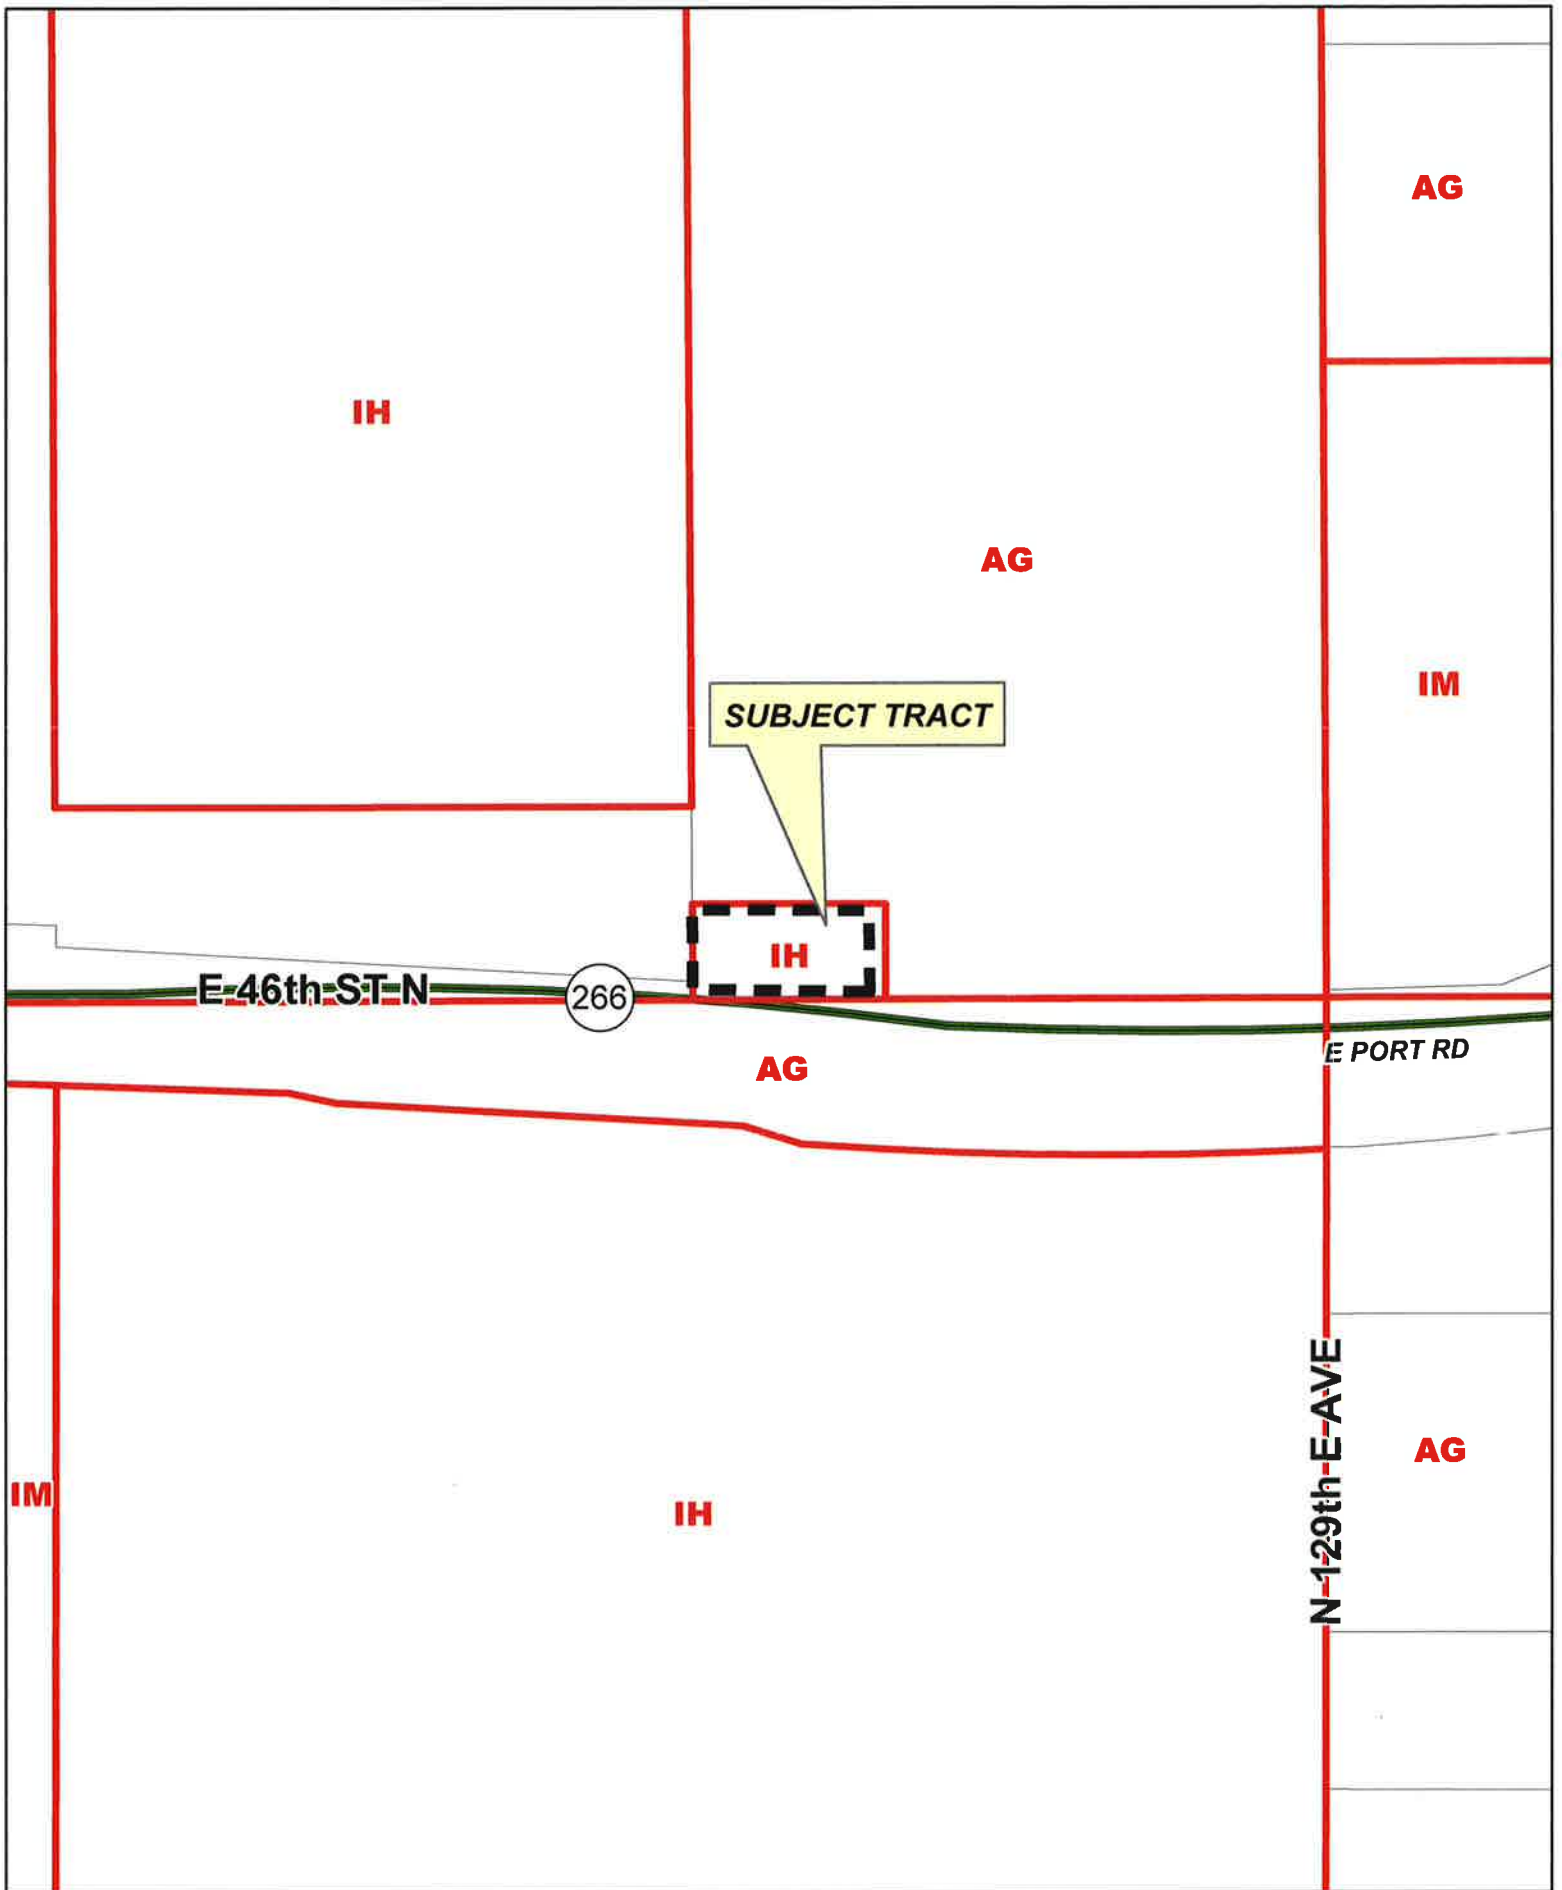 AG
IH
AG
IM
SUBJECT TRACT
IH
E 46th ST N
266
E PORT RD
AG
N 129th E AVE
AG
IM
IH